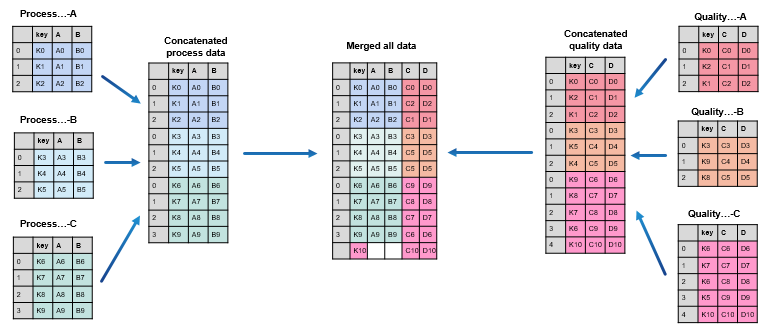 Process...-A
key A B
0 K0 A0 B0
1 K1 A1 B1
2 K2 A2 B2
Process...-B
key A B
0 K3 A3 B3
1 K4 A4 B4
2 K5 A5 B5
Process...-C
key A B
0 K6 A6 B6
1 K7 A7 B7
2 K8 A8 B8
3 K9 A9 B9
Concatenated
process data
key A B
0 K0 A0 B0
1 K1 A1 B1
2 K2 A2 B2
0 K3 A3 B3
1 K4 A4 B4
2 K5 A5 B5
0 K6 A6 B6
1 K7 A7 B7
2 K8 A8 B8
3 K9 A9 B9
Merged all data
key A B C D
0 K0 A0 B0 C0 D0
1 K1 A1 B1 C2 D2
2 K2 A2 B2 C1 D1
0 K3 A3 B3 C3 D3
1 K4 A4 B4 C5 D5
2 K5 A5 B5 C5 D5
0 K6 A6 B6 C9 D9
1 K7 A7 B7 C8 D8
2 K8 A8 B8 C7 D7
3 K9 A9 B9 C6 D6
K10 C10 D10
Concatenated
quality data
key C D
0 K0 C0 D0
1 K2 C1 D1
2 K1 C2 D2
0 K3 C3 D3
1 K5 C4 D4
2 K4 C5 D5
0 K9 C6 D6
1 K8 C7 D7
2 K7 C8 D8
3 K6 C9 D9
4 K10 C10 D10
Quality...-A
key C D
0 K0 C0 D0
1 K2 C1 D1
2 K1 C2 D2
Quality...-B
key C D
0 K3 C3 D3
1 K9 C4 D4
2 K8 C5 D5
Quality...-C
key C D
0 K6 C6 D6
1 K7 C7 D7
2 K6 C8 D8
3 K5 C9 D9
4 K10 C10 D10